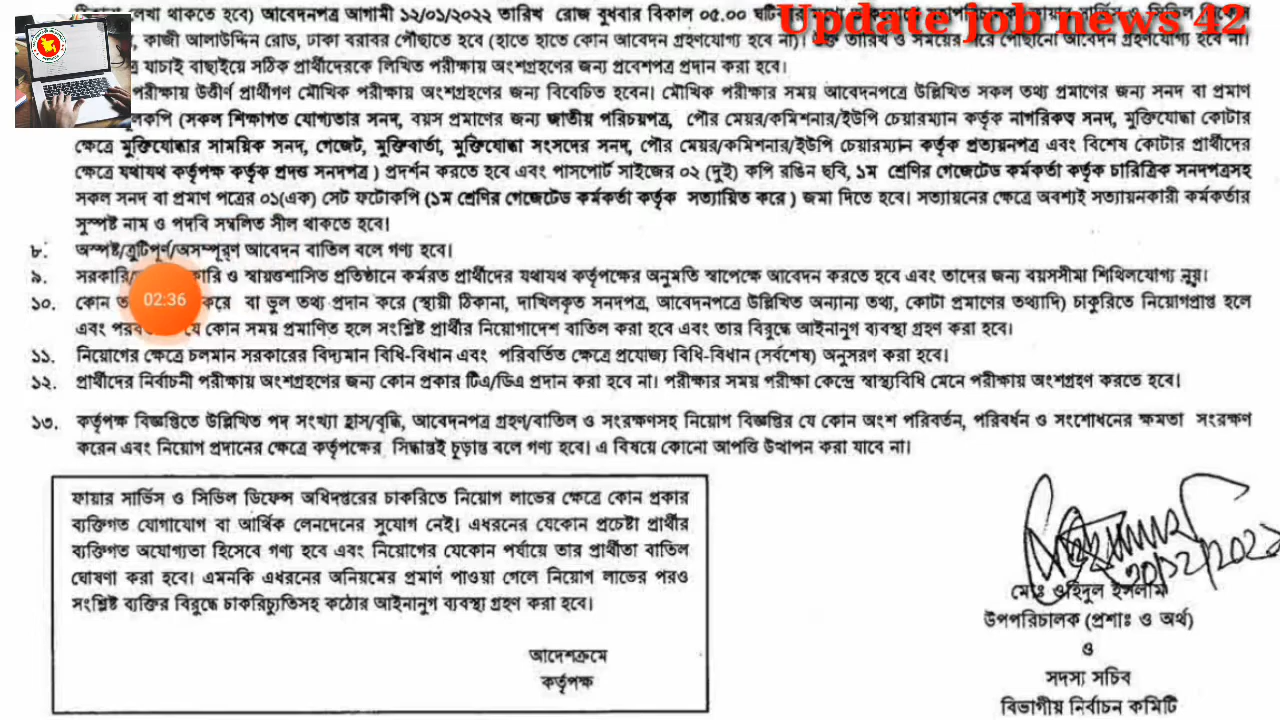 Update job news 42
লেখা থাকতে হবে) আবেদনপত্র আগামী ১২/০১/২০২২ তারিখ রোজ বুধবার বিকাল ০৫.০০
কাজী আলাউদ্দিন রোড, ঢাকা বরাবর পৌছাতে হবে (হাতে হাতে কোন আবেদন গ্রহণযোগ্য হবে না)। উক্ত তারিখ ও সময়ের পরে পৌছানো আবেদন গ্রহণযোগ্য হবে না।
যাচাই বাছাইয়ে সঠিক প্রার্থীদেরকে লিখিত পরীক্ষায় অংশগ্রহণের জন্য প্রবেশপত্র প্রদান করা হবে।
পরীক্ষায় উত্তীর্ণ প্রার্থীগণ মৌখিক পরীক্ষায় অংশগ্রহণের জন্য বিবেচিত হবেন। মৌখিক পরীক্ষার সময় আবেদনপত্রে উল্লিখিত সকল তথ্য প্রমাণের জন্য সনদ বা প্রমাণ
লকপি (সকল শিক্ষাগত যোগ্যতার সনদ, বয়স প্রমাণের জন্য জাতীয় পরিচয়পত্র, পৌর মেয়র/কমিশনার/ইউপি চেয়ারম্যান কর্তৃক নাগরিকত্ব সনদ, মুক্তিযোদ্ধা কোটার
ক্ষেত্রে মুক্তিযোদ্ধার সাময়িক সনদ, গেজেট, মুক্তিবার্তা, মুক্তিযোদ্ধা সংসদের সনদ, পৌর মেয়র/কমিশনার/ইউপি চেয়ারম্যান কর্তৃক প্রত্যয়নপত্র এবং বিশেষ কোটার প্রার্থীদের
ক্ষেত্রে যথাযথ কর্তৃপক্ষ কর্তৃক প্রদত্ত সনদপত্র ) প্রদর্শন করতে হবে এবং পাসপোর্ট সাইজের ০২ (দুই) কপি রঙিন ছবি, ১ম শ্রেণির গেজেটেড কর্মকর্তা কর্তৃক চারিত্রিক সনদপত্রসহ
সকল সনদ বা প্রমাণ পত্রের ০১(এক) সেট ফটোকপি (১ম শ্রেণির গেজেটেড কর্মকর্তা কর্তৃক সত্যায়িত করে ) জমা দিতে হবে। সত্যায়নের ক্ষেত্রে অবশ্যই সত্যায়নকারী কর্মকর্তার
সুস্পষ্ট নাম ও পদবি সম্বলিত সীল থাকতে হবে।
৮. অস্পষ্ট/ত্রুটিপূর্ণ/অসম্পূর্ণ আবেদন বাতিল বলে গণ্য হবে।
৯. সরকারি/ কারি ও স্বায়ত্তশাসিত প্রতিষ্ঠানে কর্মরত প্রার্থীদের যথাযথ কর্তৃপক্ষের অনুমতি স্বাপেক্ষে আবেদন করতে হবে এবং তাদের জন্য বয়সসীমা শিথিলযোগ্য নয়।
02:36
১০. কোন ত করে বা ভুল তথ্য প্রদান করে (স্থায়ী ঠিকানা, দাখিলকৃত সনদপত্র, আবেদনপত্রে উল্লিখিত অন্যান্য তথ্য, কোটা প্রমাণের তথ্যাদি) চাকুরিতে নিয়োগপ্রাপ্ত হলে
এবং পরব যে কোন সময় প্রমাণিত হলে সংশ্লিষ্ট প্রার্থীর নিয়োগাদেশ বাতিল করা হবে এবং তার বিরুদ্ধে আইনানুগ ব্যবস্থা গ্রহণ করা হবে।
১১. নিয়োগের ক্ষেত্রে চলমান সরকারের বিদ্যমান বিধি-বিধান এবং পরিবর্তিত ক্ষেত্রে প্রযোজ্য বিধি-বিধান (সর্বশেষ) অনুসরণ করা হবে।
১২. প্রার্থীদের নির্বাচনী পরীক্ষায় অংশগ্রহণের জন্য কোন প্রকার টিএ/ডিএ প্রদান করা হবে না। পরীক্ষার সময় পরীক্ষা কেন্দ্রে স্বাস্থ্যবিধি মেনে পরীক্ষায় অংশগ্রহণ করতে হবে।
১৩. কর্তৃপক্ষ বিজ্ঞপ্তিতে উল্লিখিত পদ সংখ্যা হ্রাস/বৃদ্ধি, আবেদনপত্র গ্রহণ/বাতিল ও সংরক্ষণসহ নিয়োগ বিজ্ঞপ্তির যে কোন অংশ পরিবর্তন, পরিবর্ধন ও সংশোধনের ক্ষমতা সংরক্ষণ
করেন এবং নিয়োগ প্রদানের ক্ষেত্রে কর্তৃপক্ষের সিদ্ধান্তই চূড়ান্ত বলে গণ্য হবে। এ বিষয়ে কোনো আপত্তি উত্থাপন করা যাবে না।
ফায়ার সার্ভিস ও সিভিল ডিফেন্স অধিদপ্তরের চাকরিতে নিয়োগ লাভের ক্ষেত্রে কোন প্রকার
ব্যক্তিগত যোগাযোগ বা আর্থিক লেনদেনের সুযোগ নেই। এধরনের যেকোন প্রচেষ্টা প্রার্থীর
ব্যক্তিগত অযোগ্যতা হিসেবে গণ্য হবে এবং নিয়োগের যেকোন পর্যায়ে তার প্রার্থীতা বাতিল
ঘোষণা করা হবে। এমনকি এধরনের অনিয়মের প্রমাণ পাওয়া গেলে নিয়োগ লাভের পরও
সংশ্লিষ্ট ব্যক্তির বিরুদ্ধে চাকরিচ্যুতিসহ কঠোর আইনানুগ ব্যবস্থা গ্রহণ করা হবে।
আদেশক্রমে
কর্তৃপক্ষ
মোঃ ওহিদুল ইসলাম
উপপরিচালক (প্রশাঃ ও অর্থ)
ও
সদস্য সচিব
বিভাগীয় নির্বাচন কমিটি